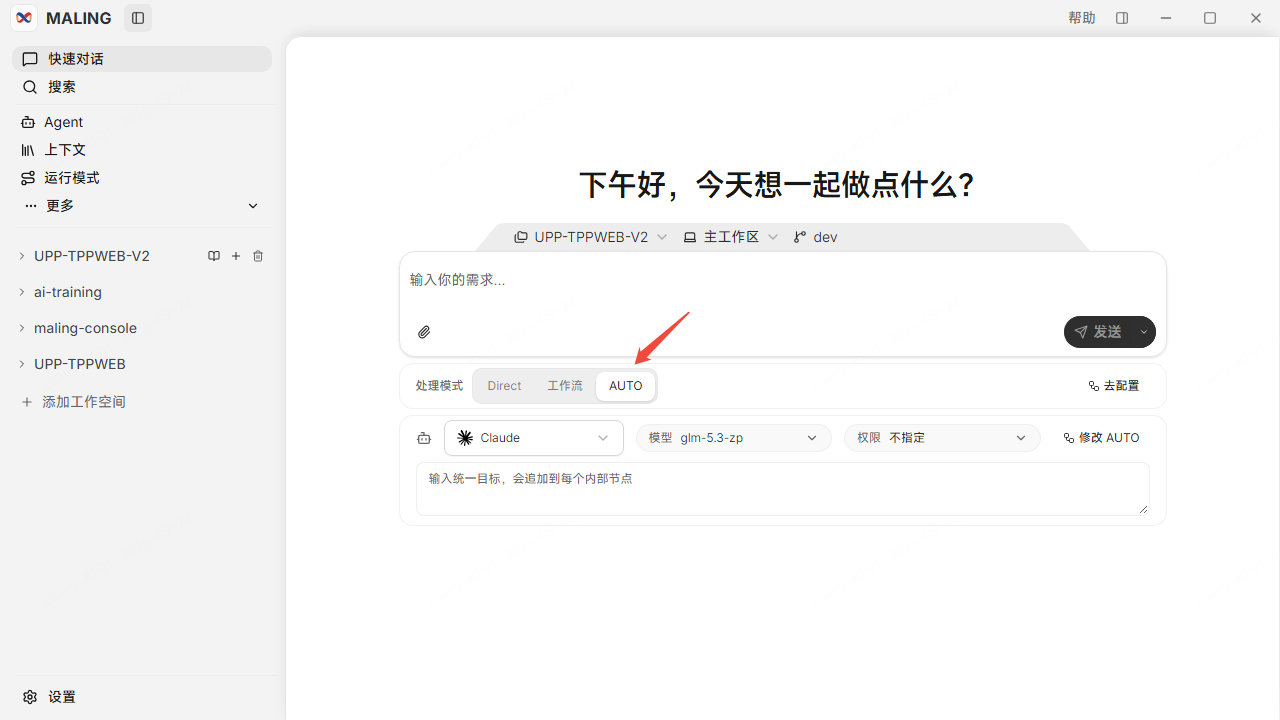 MALING
帮助
快速对话
搜索
Agent
上下文
运行模式
更多
UPP-TPPWEB-V2
ai-training
maling-console
UPP-TPPWEB
添加工作空间
设置
下午好，今天想一起做点什么？
UPP-TPPWEB-V2 主工作区 dev
输入你的需求...
发送
处理模式 Direct 工作流 AUTO 去配置
Claude 模型 glm-5.3-zp 权限 不指定 修改 AUTO
输入统一目标，会追加到每个内部节点